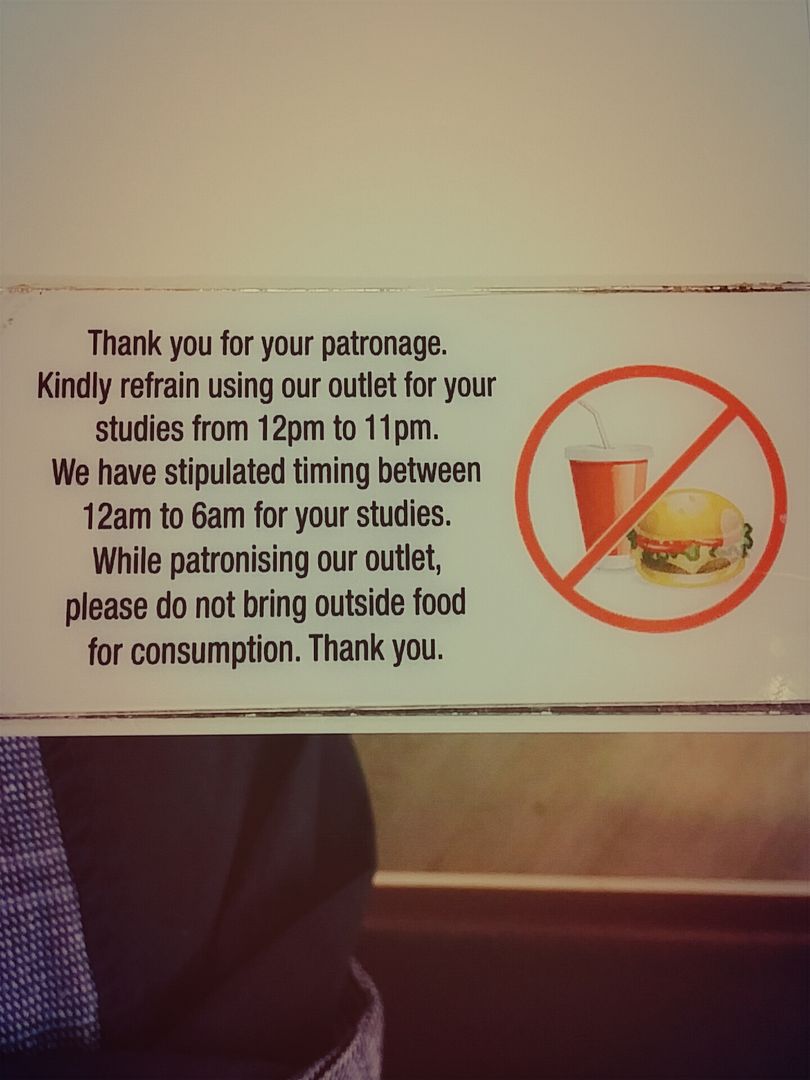 Thank you for your patronage.
Kindly refrain using our outlet for your
studies from 12pm to 11pm.
We have stipulated timing between
12am to 6am for your studies.
While patronising our outlet,
please do not bring outside food
for consumption. Thank you.